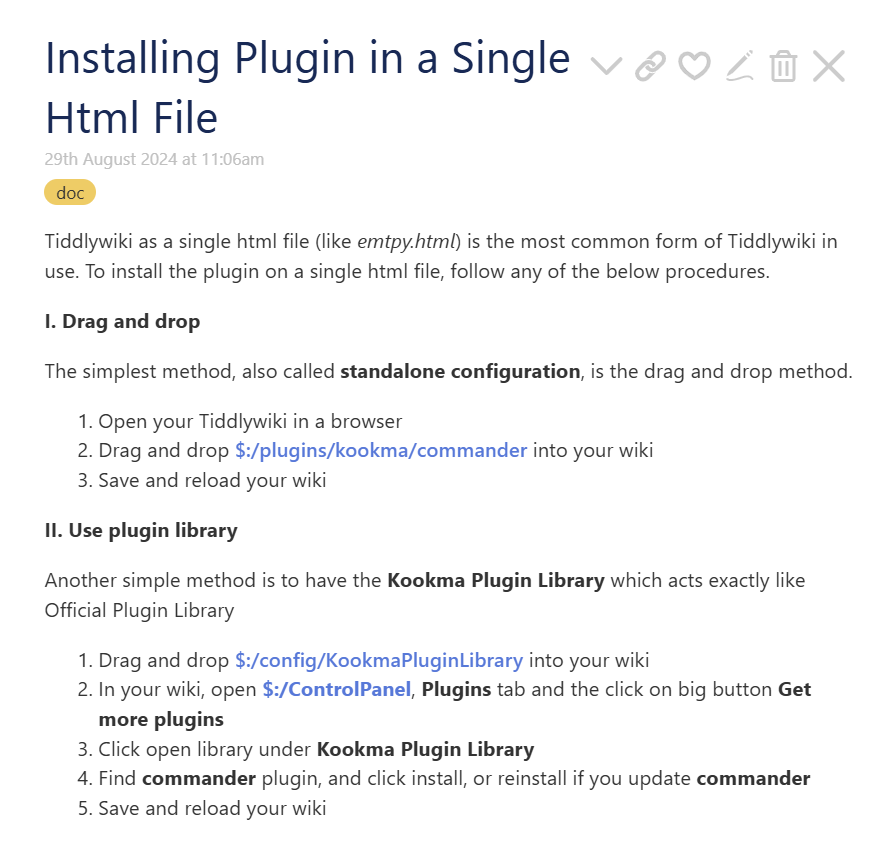 Installing Plugin in a Single
Html File
29th August 2024 at 11:06am
doc
Tiddlywiki as a single html file (like emtpy.html) is the most common form of Tiddlywiki in
use. To install the plugin on a single html file, follow any of the below procedures.
I. Drag and drop
The simplest method, also called standalone configuration, is the drag and drop method.
1. Open your Tiddlywiki in a browser
2. Drag and drop $:/plugins/kookma/commander into your wiki
3. Save and reload your wiki
II. Use plugin library
Another simple method is to have the Kookma Plugin Library which acts exactly like
Official Plugin Library
1. Drag and drop $:/config/KookmaPluginLibrary into your wiki
2. In your wiki, open $:/ControlPanel, Plugins tab and the click on big button Get
more plugins
3. Click open library under Kookma Plugin Library
4. Find commander plugin, and click install, or reinstall if you update commander
5. Save and reload your wiki